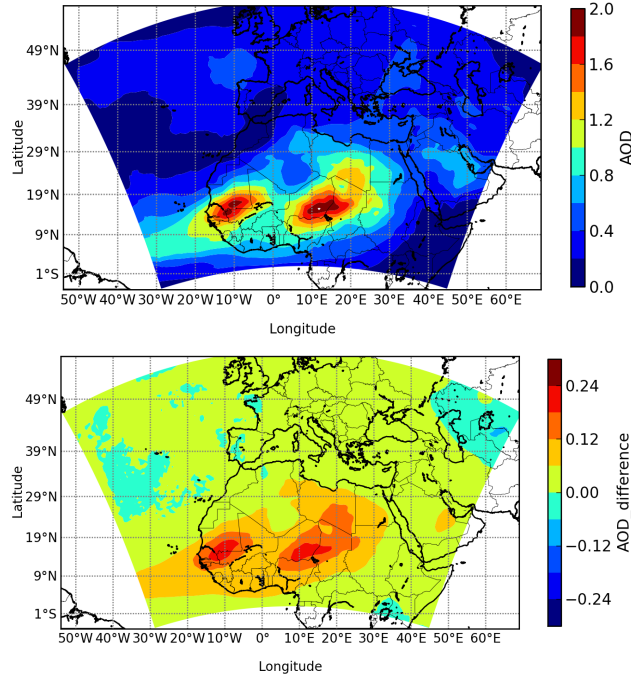 2.0
49°N
1.6
39°N
1.2
Latitude
AOD
29°N
0.8
19°N
0.4
9°N
1°S
0.0
50°W 40°W 30°W 20°W 10°W 0° 10°E 20°E 30°E 40°E 50°E 60°E
Longitude
0.24
49°N
0.12
39°N
Latitude
AOD difference
0.00
29°N
19°N
−0.12
9°N
−0.24
1°S
50°W 40°W 30°W 20°W 10°W 0° 10°E 20°E 30°E 40°E 50°E 60°E
Longitude